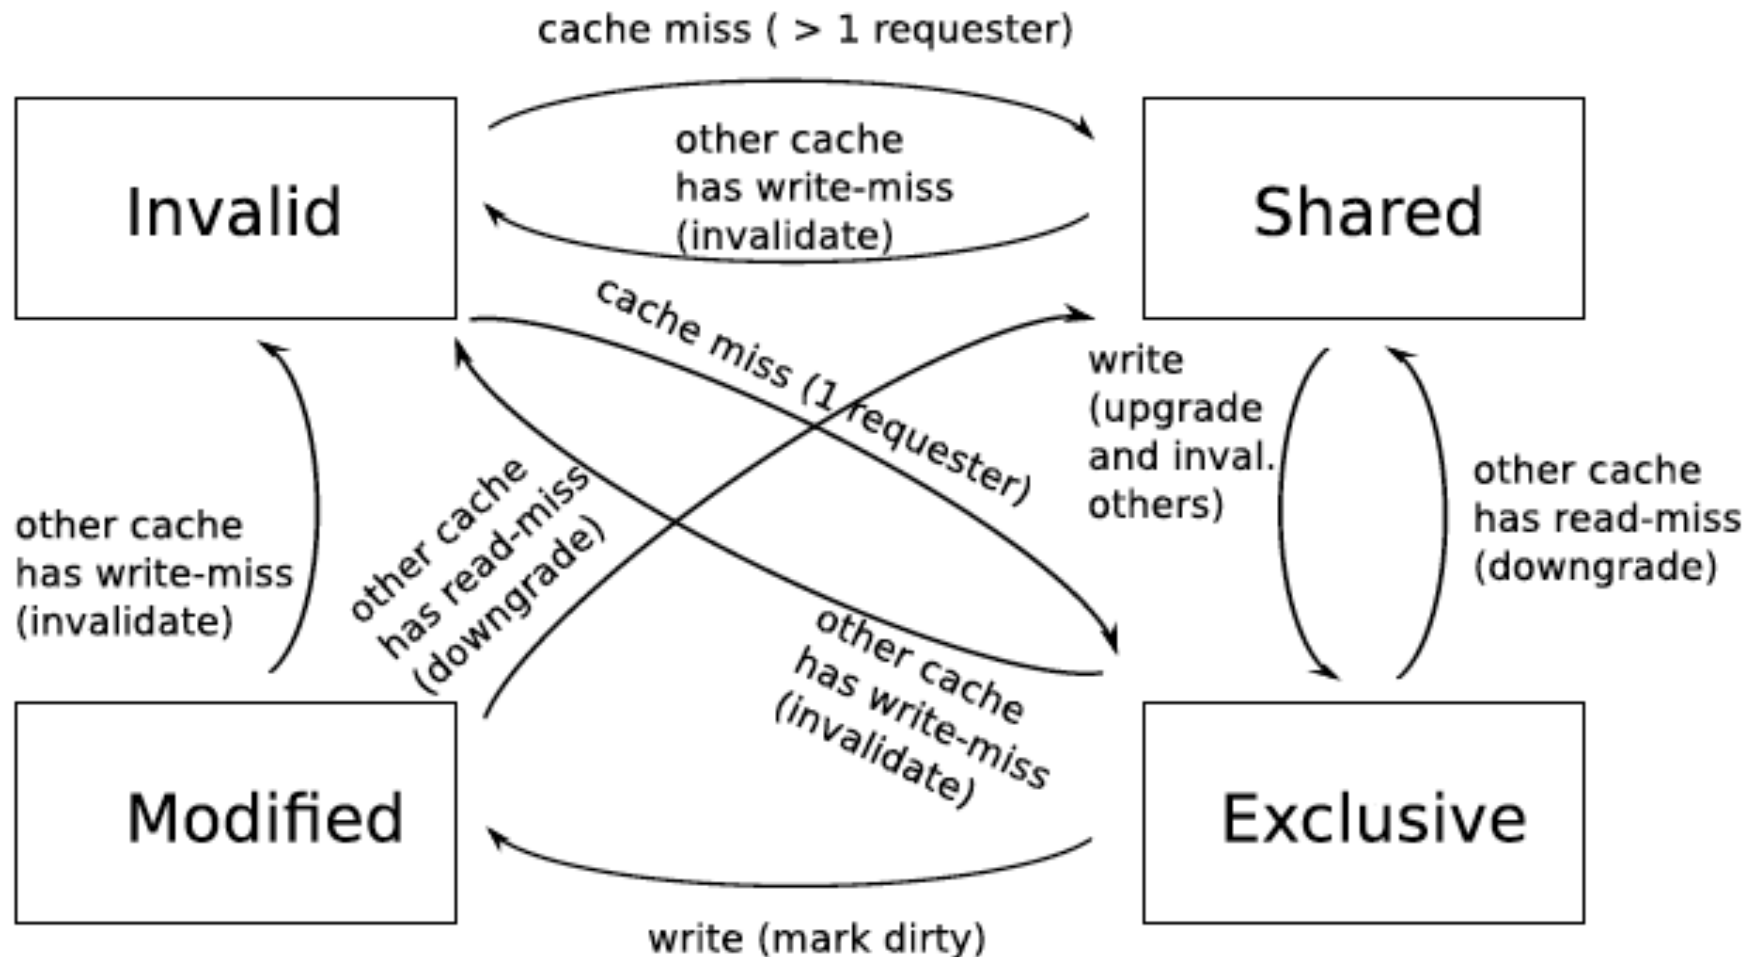 cache miss ( > 1 requester)
Invalid
other cache
has write-miss
(invalidate)
Shared
cache miss (1 requester)
write
(upgrade
and inval.
others)
other cache
has read-miss
(downgrade)
other cache
has write-miss
(invalidate)
other cache
has read-miss
(downgrade)
other cache
has write-miss
(invalidate)
Modified
Exclusive
write (mark dirty)